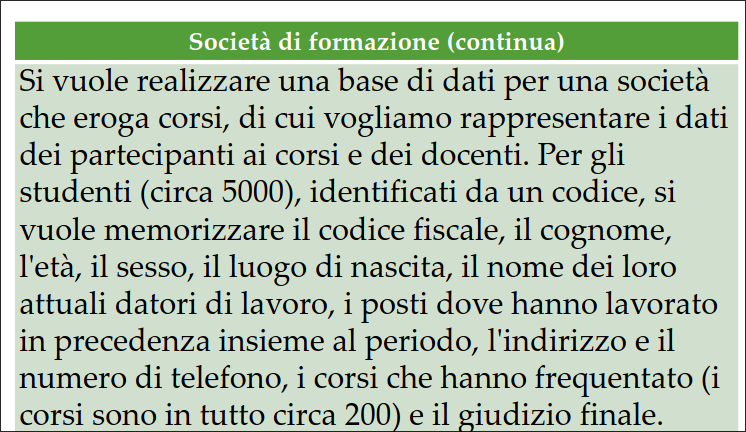 Società di formazione (continua)
Si vuole realizzare una base di dati per una società
che eroga corsi, di cui vogliamo rappresentare i dati
dei partecipanti ai corsi e dei docenti. Per gli
studenti (circa 5000), identificati da un codice, si
vuole memorizzare il codice fiscale, il cognome,
l'età, il sesso, il luogo di nascita, il nome dei loro
attuali datori di lavoro, i posti dove hanno lavorato
in precedenza insieme al periodo, l'indirizzo e il
numero di telefono, i corsi che hanno frequentato (i
corsi sono in tutto circa 200) e il giudizio finale.